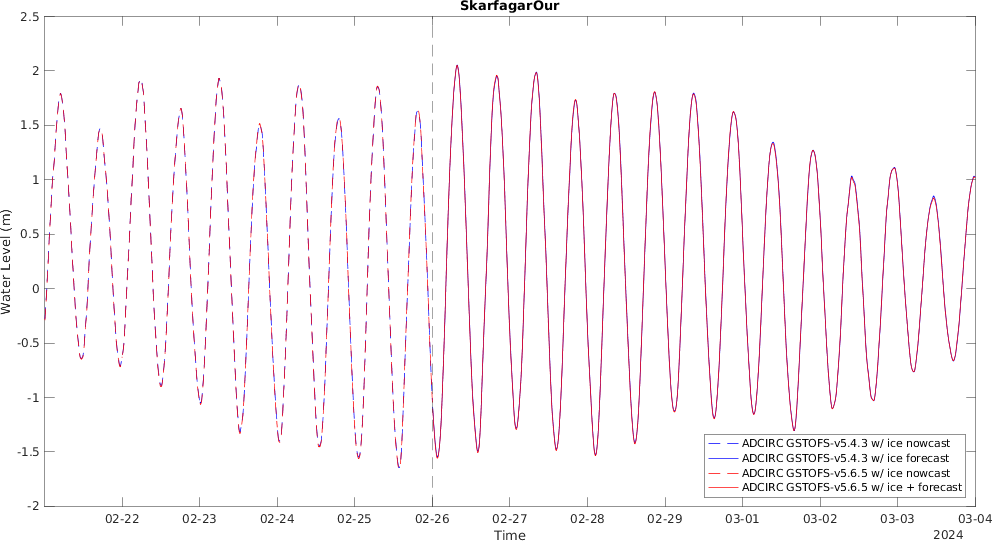 SkarfagarOur
2.5
2
1.5
1
0.5
0
-0.5
-1
-1.5
-2
Water Level (m)
ADCIRC GSTOFS-v5.4.3 w/ ice nowcast
ADCIRC GSTOFS-v5.4.3 w/ ice forecast
ADCIRC GSTOFS-v5.6.5 w/ ice nowcast
ADCIRC GSTOFS-v5.6.5 w/ ice + forecast
02-22 02-23 02-24 02-25 02-26 02-27 02-28 02-29 03-01 03-02 03-03 03-04
Time 2024